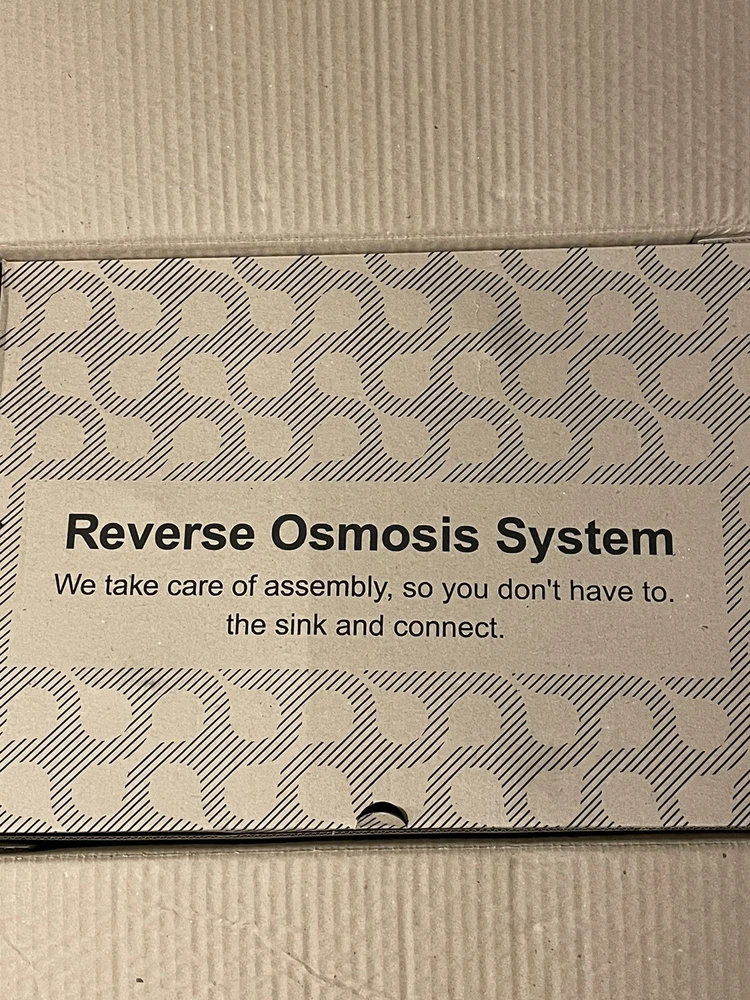 Reverse Osmosis System
We take care of assembly, so you don't have to.
the sink and connect.